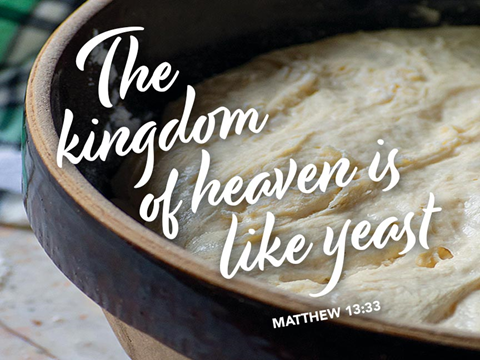 The
kingdom
of heaven is
like yeast
MATTHEW 13:33